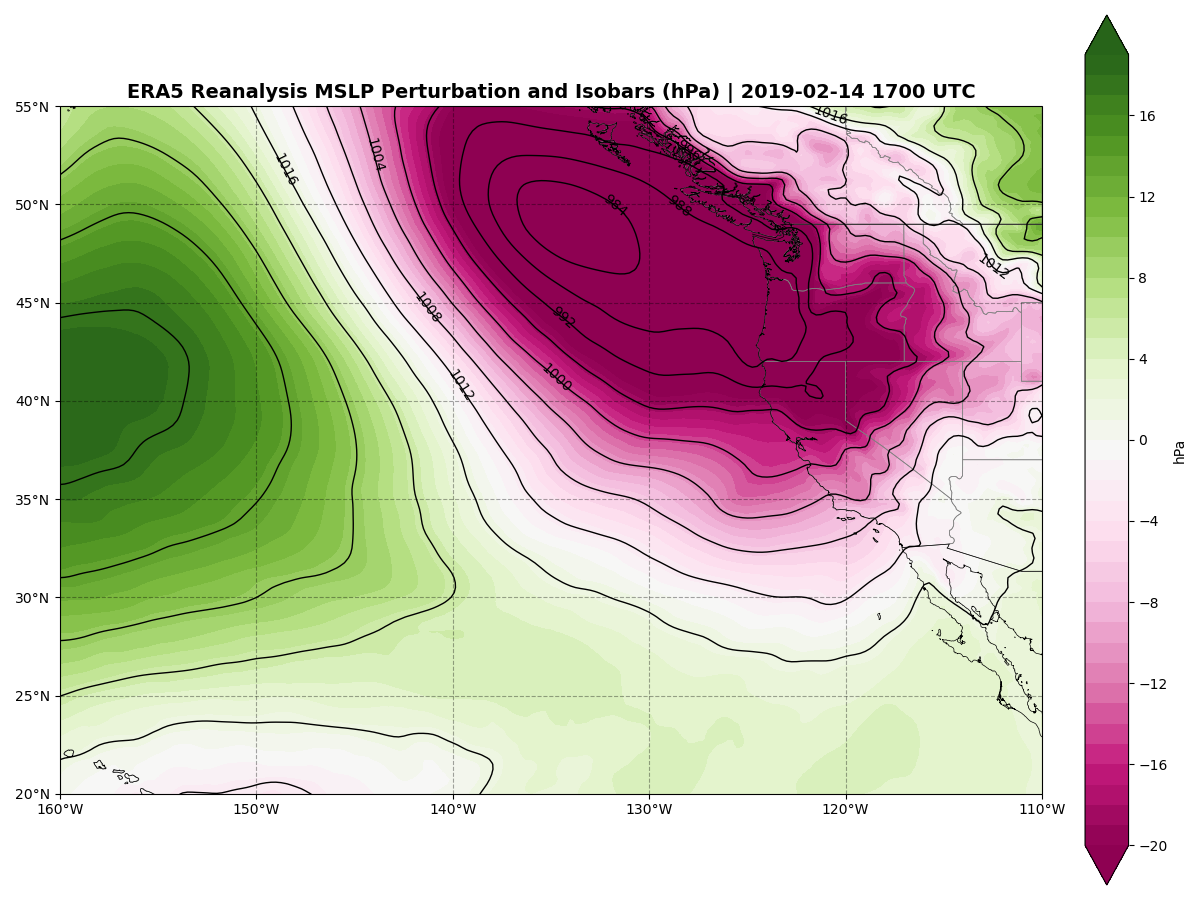 ERA5 Reanalysis MSLP Perturbation and Isobars (hPa) | 2019-02-14 1700 UTC
55°N
50°N
45°N
40°N
35°N
30°N
25°N
20°N
160°W
150°W
140°W
130°W
120°W
110°W
1016
1004
1016
984
988
1012
1008
992
1000
1012
16
12
8
4
0
−4
−8
−12
−16
−20
hPa